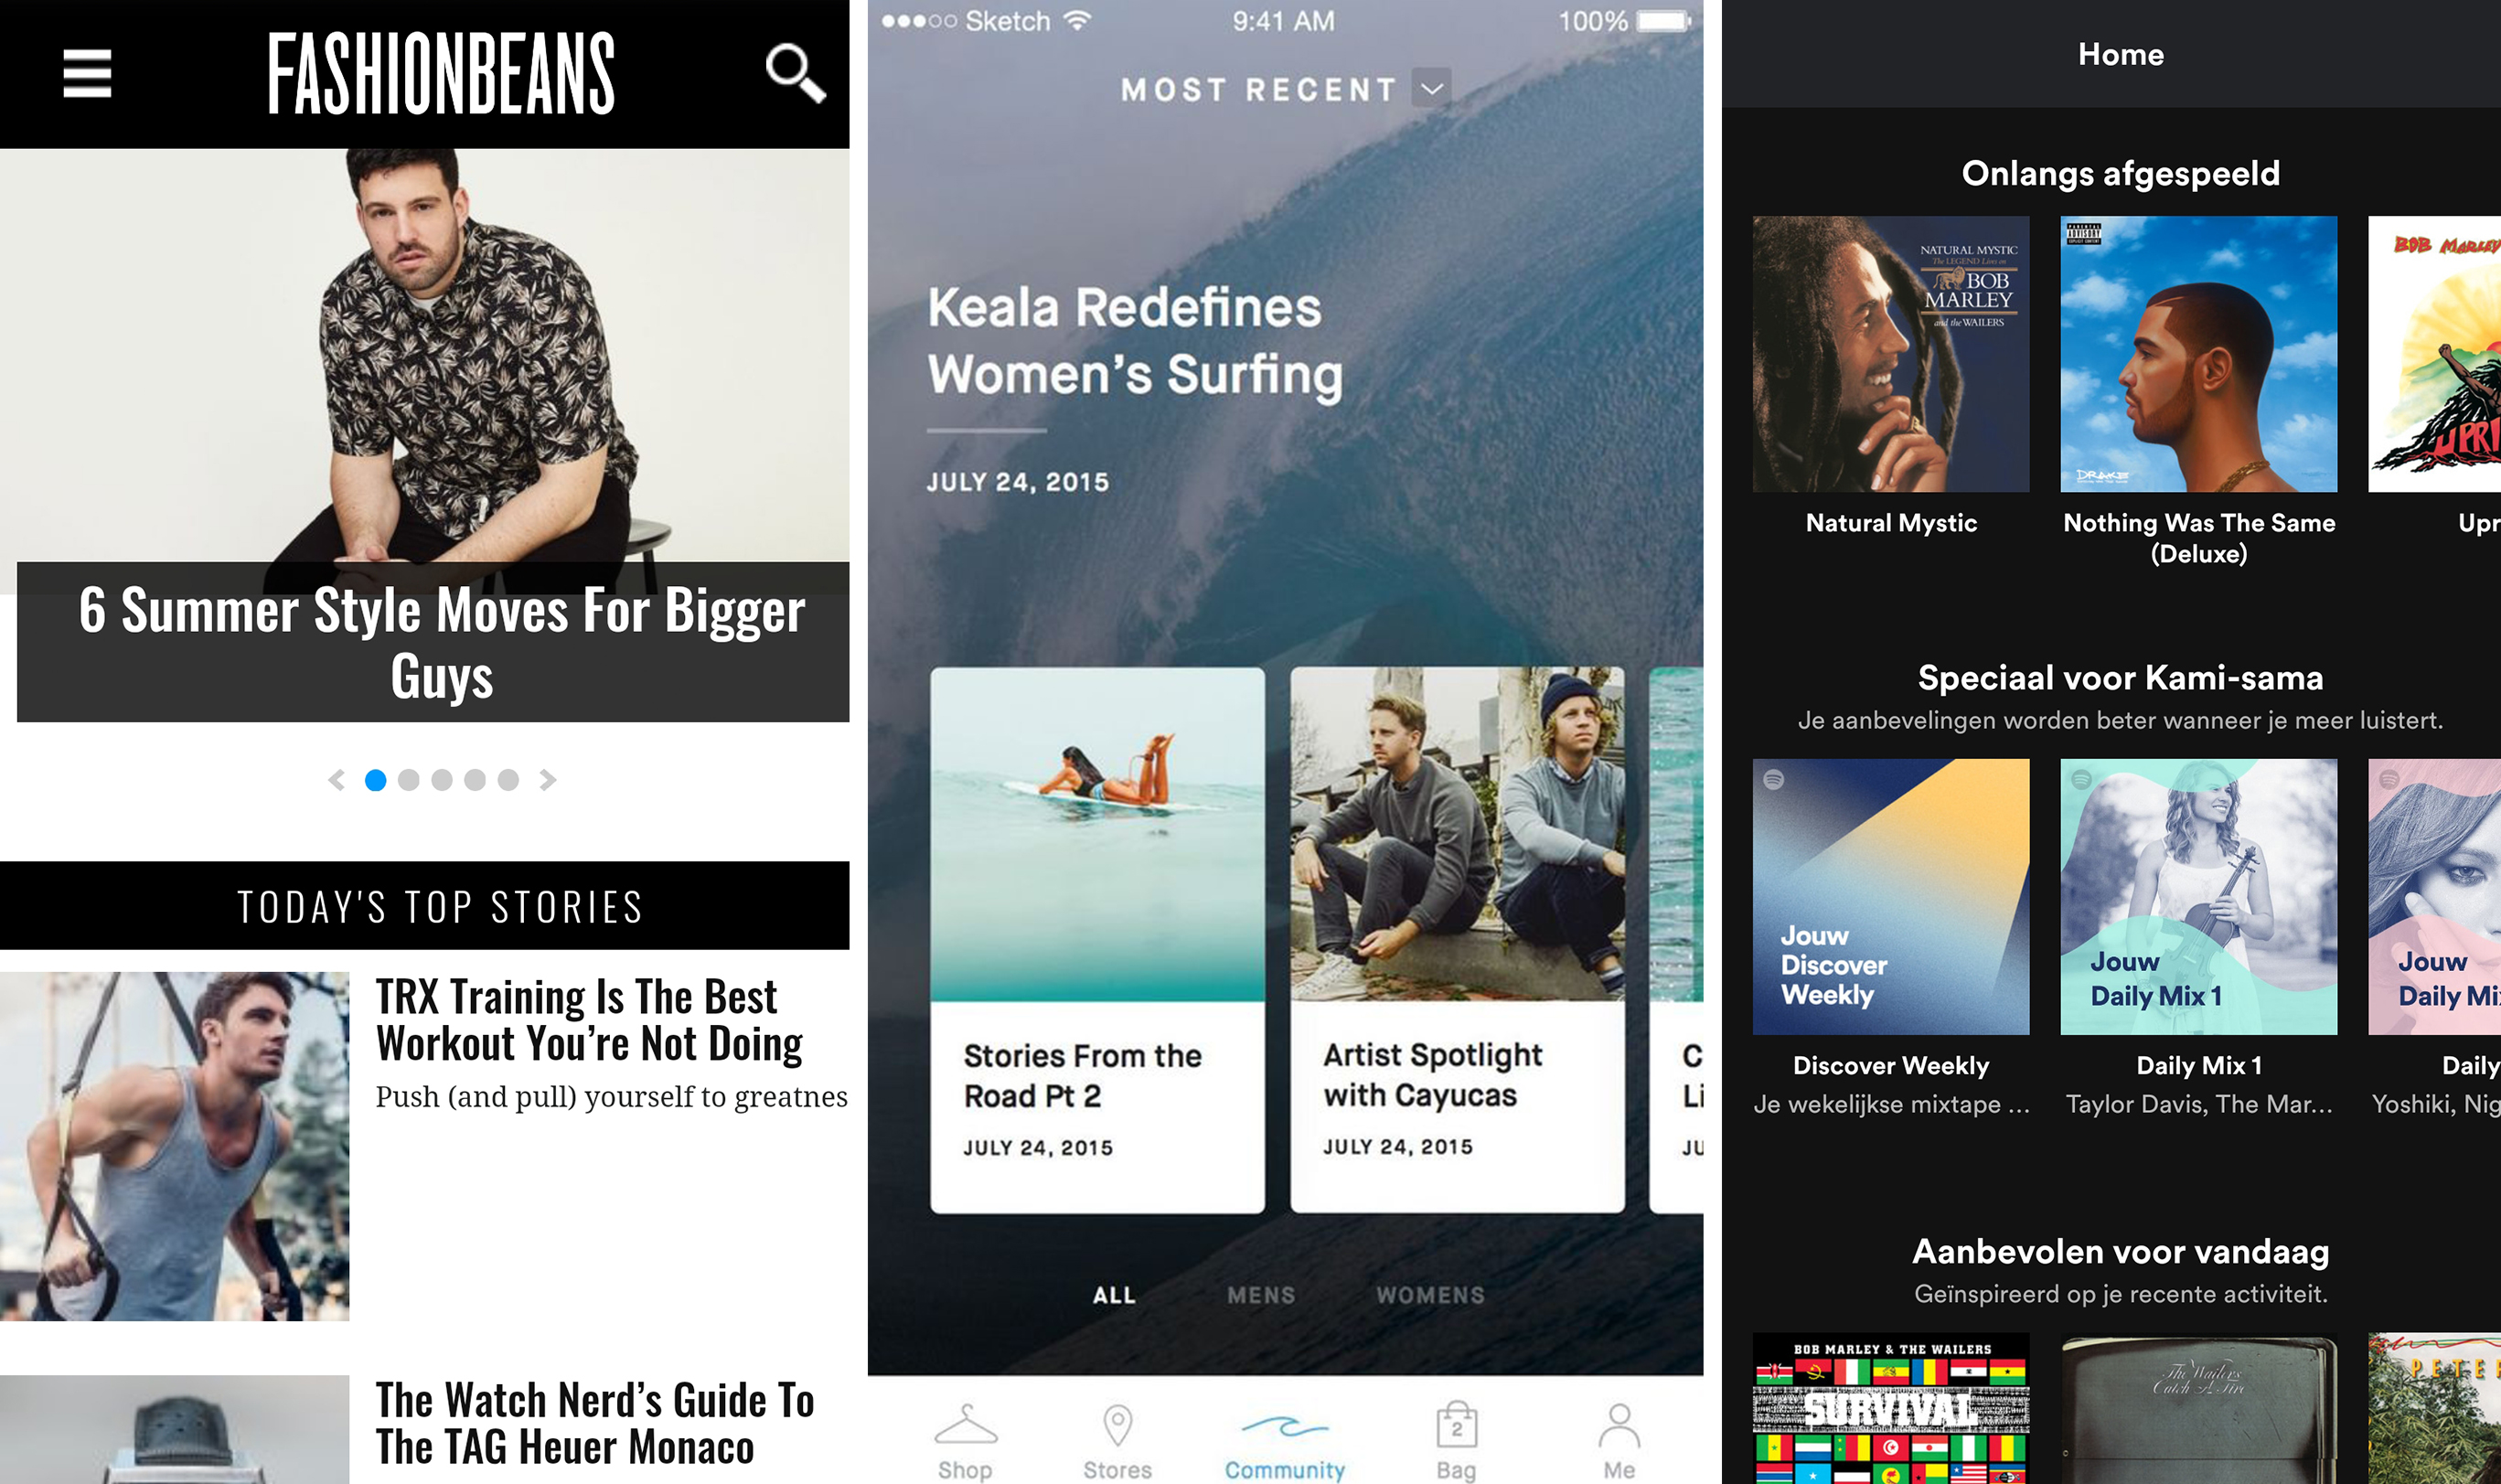 FASHIONBEANS
6 Summer Style Moves For Bigger
Guys
TODAY'S TOP STORIES
TRX Training Is The Best
Workout You're Not Doing
Push (and pull) yourself to greatnes
The Watch Nerd's Guide To
The TAG Heuer Monaco
Sketch
9:41 AM
100%
MOST RECENT
Keala Redefines
Women's Surfing
JULY 24, 2015
Stories From the
Road Pt 2
JULY 24, 2015
Artist Spotlight
with Cayucas
JULY 24, 2015
C
Li
JU
ALL MENS WOMENS
Shop Stores Community 2 Bag Me
Home
Onlangs afgespeeld
NATURAL MYSTIC
The LEGEND Lives on
BOB
MARLEY
and the WAILERS
Natural Mystic
PARENTAL
ADVISORY
EXPLICIT CONTENT
DRAKE
Nothing Was The Same
(Deluxe)
BOB MARLEY
UPRI
Upr
Speciaal voor Kami-sama
Je aanbevelingen worden beter wanneer je meer luistert.
Jouw
Discover
Weekly
Discover Weekly
Je wekelijkse mixtape ...
Jouw
Daily Mix 1
Daily Mix 1
Taylor Davis, The Mar...
Jouw
Daily Mi
Daily
Yoshiki, Nig
Aanbevolen voor vandaag
Geïnspireerd op je recente activiteit.
BOB MARLEY & THE WAILERS
SURVIVAL
The Wailers
Catch A Fire
PETER